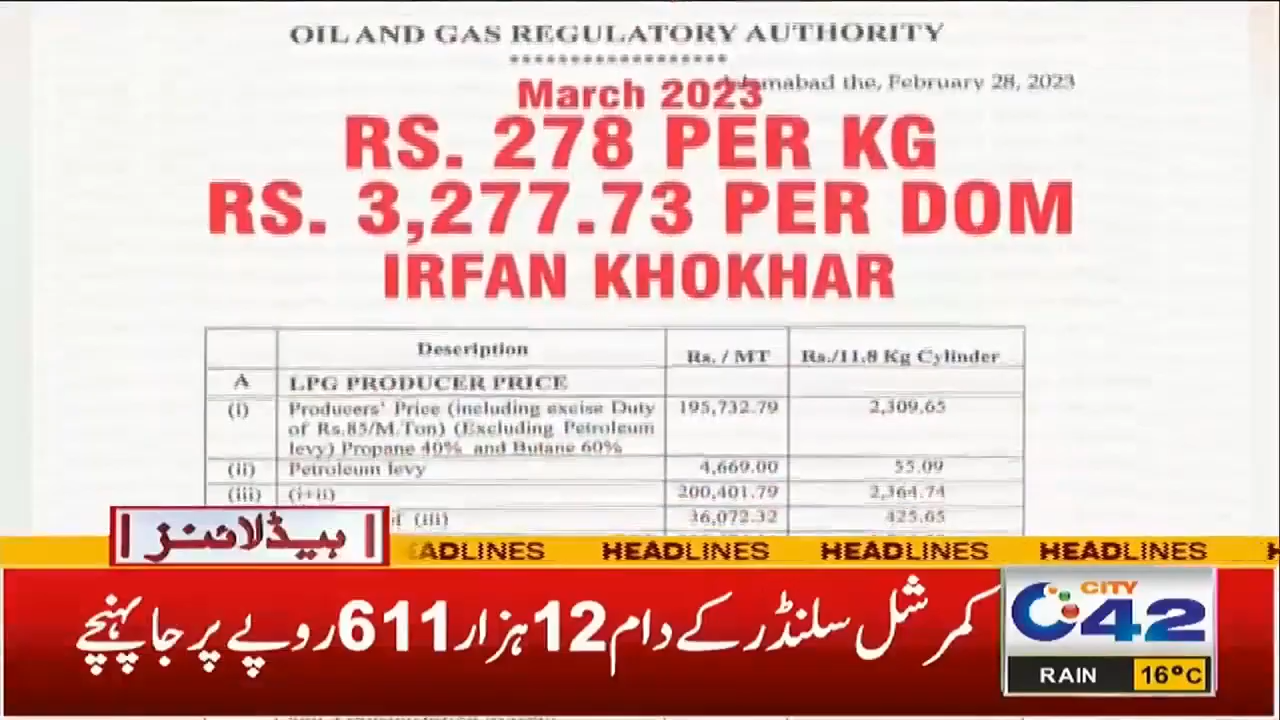 OIL AND GAS REGULATORY AUTHORITY
******************
March 2023
lamabad the, February 28, 2023
RS. 278 PER KG
RS. 3,277.73 PER DOM
IRFAN KHOKHAR
Description Rs. / MT Rs./11.8 Kg Cylinder
A LPG PRODUCER PRICE
(i) Producers' Price (including excise Duty 195,732.79 2,309.65
of Rs.85/M.Ton) (Excluding Petroleum
levy) Propane 40% and Butane 60%
(ii) Petroleum levy 4,669.00 55.09
(iii) (i+ii) 200,401.79 2,364.74
(iii) 36,072.32 425.65
ہیڈلائنز
ADLINES HEADLINES HEADLINES HEADLINES H
کمرشل سلنڈر کے دام 12 ہزار 611 روپے پر جا پہنچے
CITY
42
RAIN 16°C